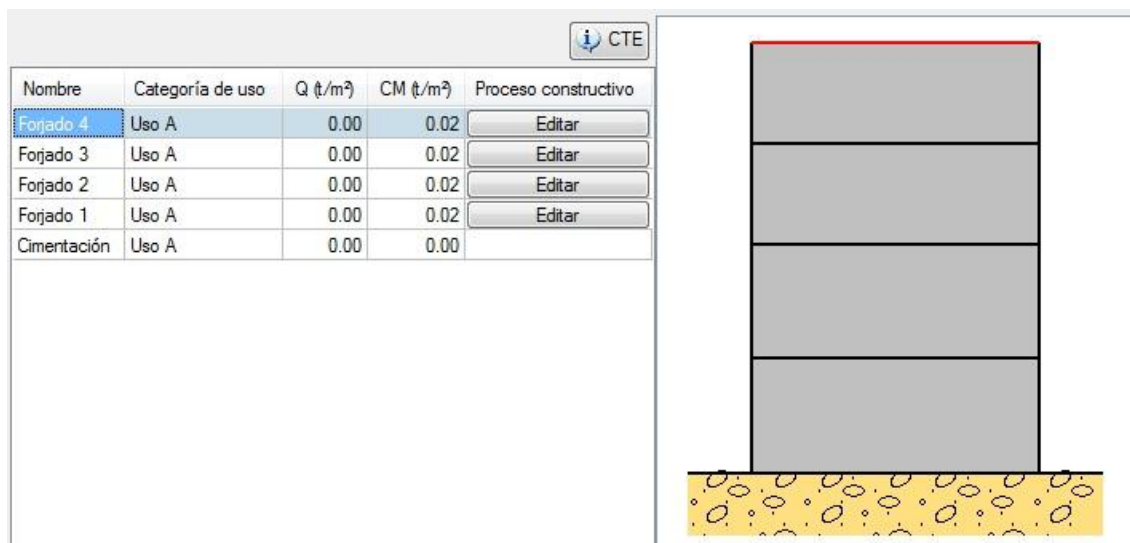 CTE
Nombre Categoría de uso Q (t/m²) CM (t/m²) Proceso constructivo
Forjado 4 Uso A 0.00 0.02 Editar
Forjado 3 Uso A 0.00 0.02 Editar
Forjado 2 Uso A 0.00 0.02 Editar
Forjado 1 Uso A 0.00 0.02 Editar
Cimentación Uso A 0.00 0.00